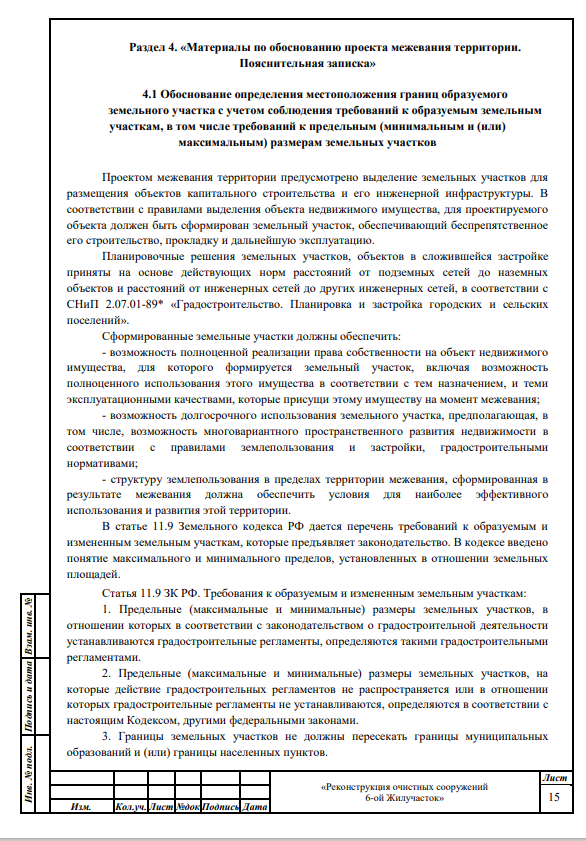 Раздел 4. «Материалы по обоснованию проекта межевания территории.
Пояснительная записка»
4.1 Обоснование определения местоположения границ образуемого
земельного участка с учетом соблюдения требований к образуемым земельным
участкам, в том числе требований к предельным (минимальным и (или)
максимальным) размерам земельных участков
Проектом межевания территории предусмотрено выделение земельных участков для
размещения объектов капитального строительства и его инженерной инфраструктуры. В
соответствии с правилами выделения объекта недвижимого имущества, для проектируемого
объекта должен быть сформирован земельный участок, обеспечивающий беспрепятственное
его строительство, прокладку и дальнейшую эксплуатацию.
Планировочные решения земельных участков, объектов в сложившейся застройке
приняты на основе действующих норм расстояний от подземных сетей до наземных
объектов и расстояний от инженерных сетей до других инженерных сетей, в соответствии с
СНиП 2.07.01-89* «Градостроительство. Планировка и застройка городских и сельских
поселений».
Сформированные земельные участки должны обеспечить:
- возможность полноценной реализации права собственности на объект недвижимого
имущества, для которого формируется земельный участок, включая возможность
полноценного использования этого имущества в соответствии с тем назначением, и теми
эксплуатационными качествами, которые присущи этому имуществу на момент межевания;
- возможность долгосрочного использования земельного участка, предполагающая, в
том числе, возможность многовариантного пространственного развития недвижимости в
соответствии с правилами землепользования и застройки, градостроительными
нормативами;
- структуру землепользования в пределах территории межевания, сформированная в
результате межевания должна обеспечить условия для наиболее эффективного
использования и развития этой территории.
В статье 11.9 Земельного кодекса РФ дается перечень требований к образуемым и
измененным земельным участкам, которые предъявляет законодательство. В кодексе введено
понятие максимального и минимального пределов, установленных в отношении земельных
площадей.
Статья 11.9 ЗК РФ. Требования к образуемым и измененным земельным участкам:
1. Предельные (максимальные и минимальные) размеры земельных участков, в
отношении которых в соответствии с законодательством о градостроительной деятельности
устанавливаются градостроительные регламенты, определяются такими градостроительными
регламентами.
2. Предельные (максимальные и минимальные) размеры земельных участков, на
которые действие градостроительных регламентов не распространяется или в отношении
которых градостроительные регламенты не устанавливаются, определяются в соответствии с
настоящим Кодексом, другими федеральными законами.
3. Границы земельных участков не должны пересекать границы муниципальных
образований и (или) границы населенных пунктов.
Взам. инв. №
Подпись и дата
Инв. № подл.
Изм. Кол.уч. Лист №док Подпись Дата
«Реконструкция очистных сооружений
6-ой Жилучасток»
Лист
15